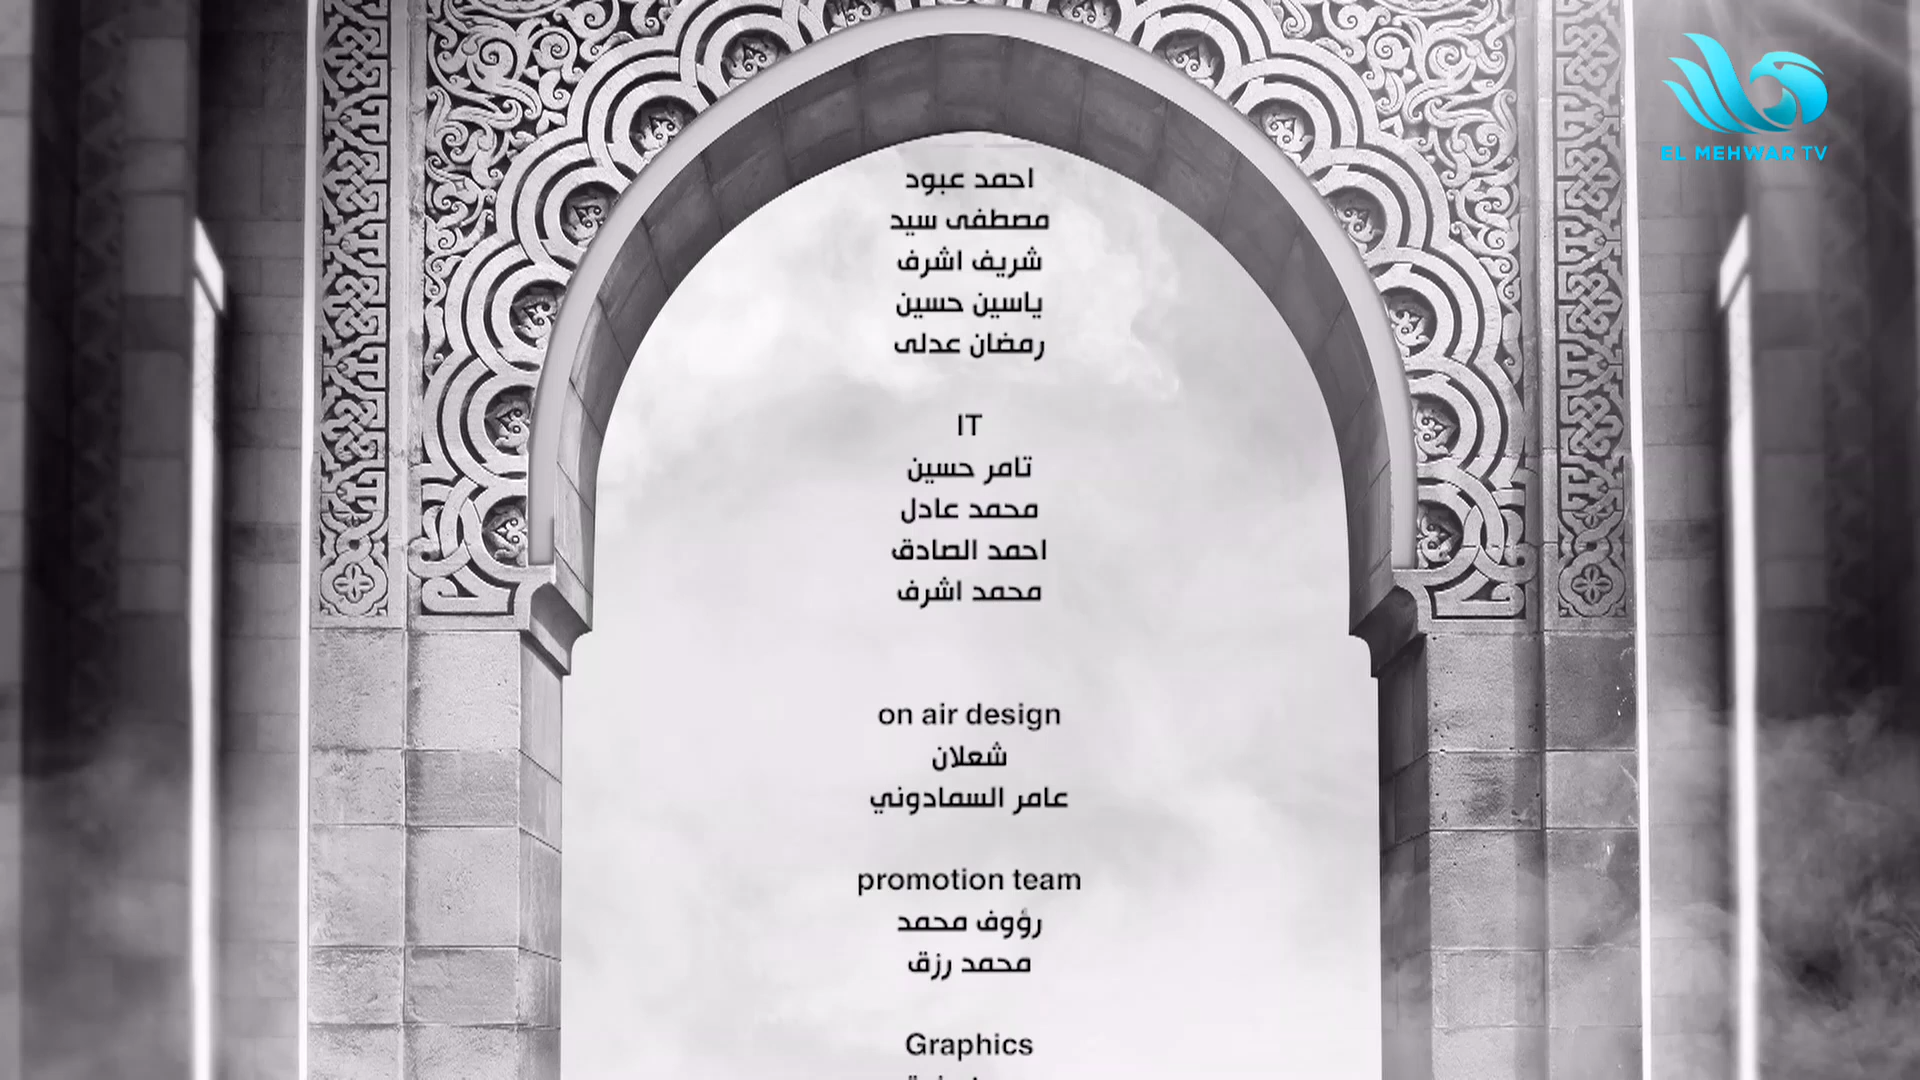 EL MEHWAR TV
احمد عبود
مصطفى سيد
شريف اشرف
ياسين حسين
رمضان عدلى
IT
تامر حسين
محمد عادل
احمد الصادق
محمد اشرف
on air design
شعلان
عامر السمادوني
promotion team
رؤوف محمد
محمد رزق
Graphics